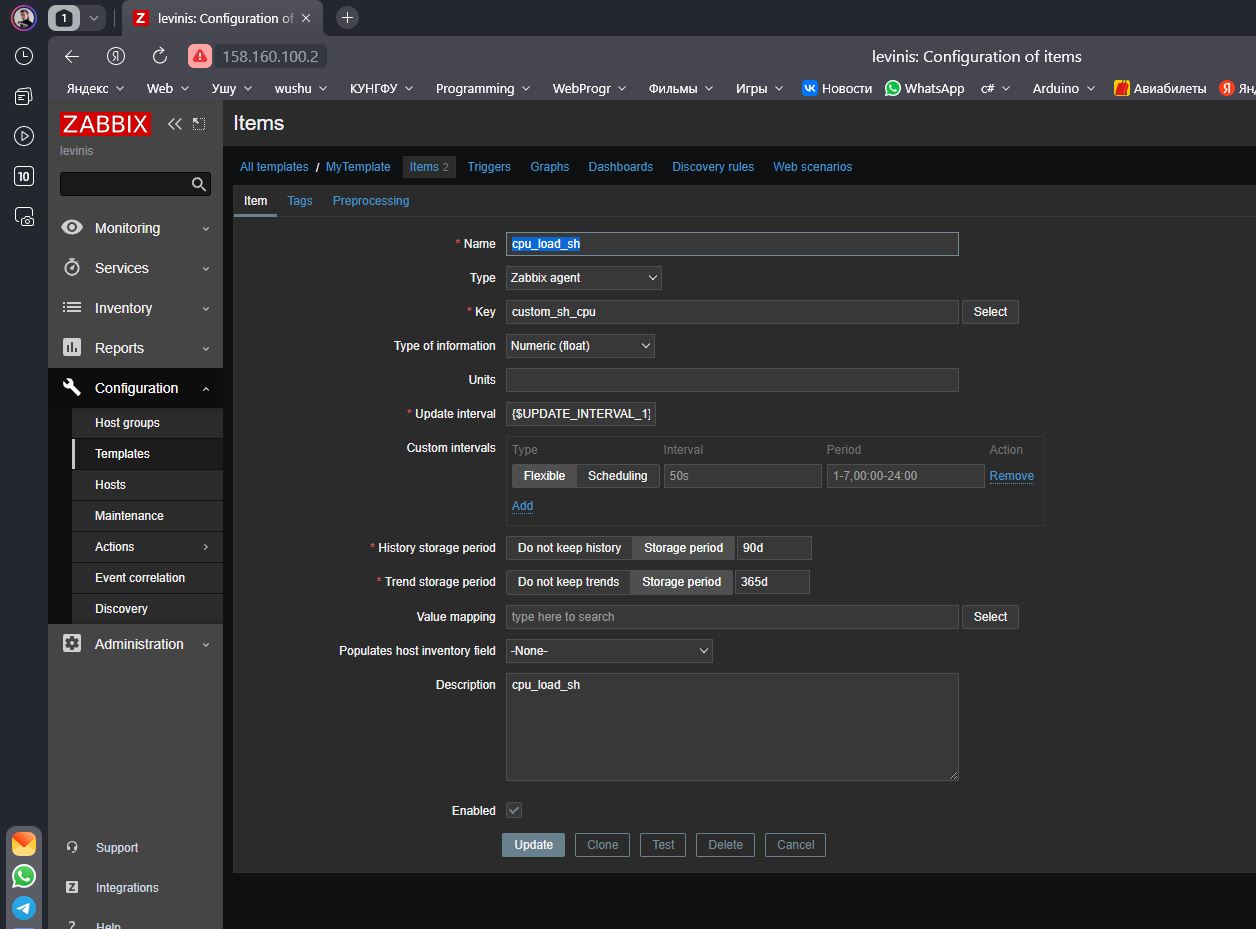 1
levinis: Configuration of
158.160.100.2
levinis: Configuration of items
Яндекс Web Ушу wushu КУНГФУ Programming WebProgr Фильмы Игры Новости WhatsApp c# Arduino Авиабилеты Янд
10
ZABBIX
levinis
Monitoring
Services
Inventory
Reports
Configuration
Host groups
Templates
Hosts
Maintenance
Actions
Event correlation
Discovery
Administration
Support
Integrations
Help
Items
All templates / MyTemplate Items 2 Triggers Graphs Dashboards Discovery rules Web scenarios
Item Tags Preprocessing
* Name cpu_load_sh
Type Zabbix agent
* Key custom_sh_cpu Select
Type of information Numeric (float)
Units
* Update interval {$UPDATE_INTERVAL_1}
Custom intervals Type Interval Period Action
Flexible Scheduling 50s 1-7,00:00-24:00 Remove
Add
* History storage period Do not keep history Storage period 90d
* Trend storage period Do not keep trends Storage period 365d
Value mapping type here to search Select
Populates host inventory field -None-
Description cpu_load_sh
Enabled
Update Clone Test Delete Cancel